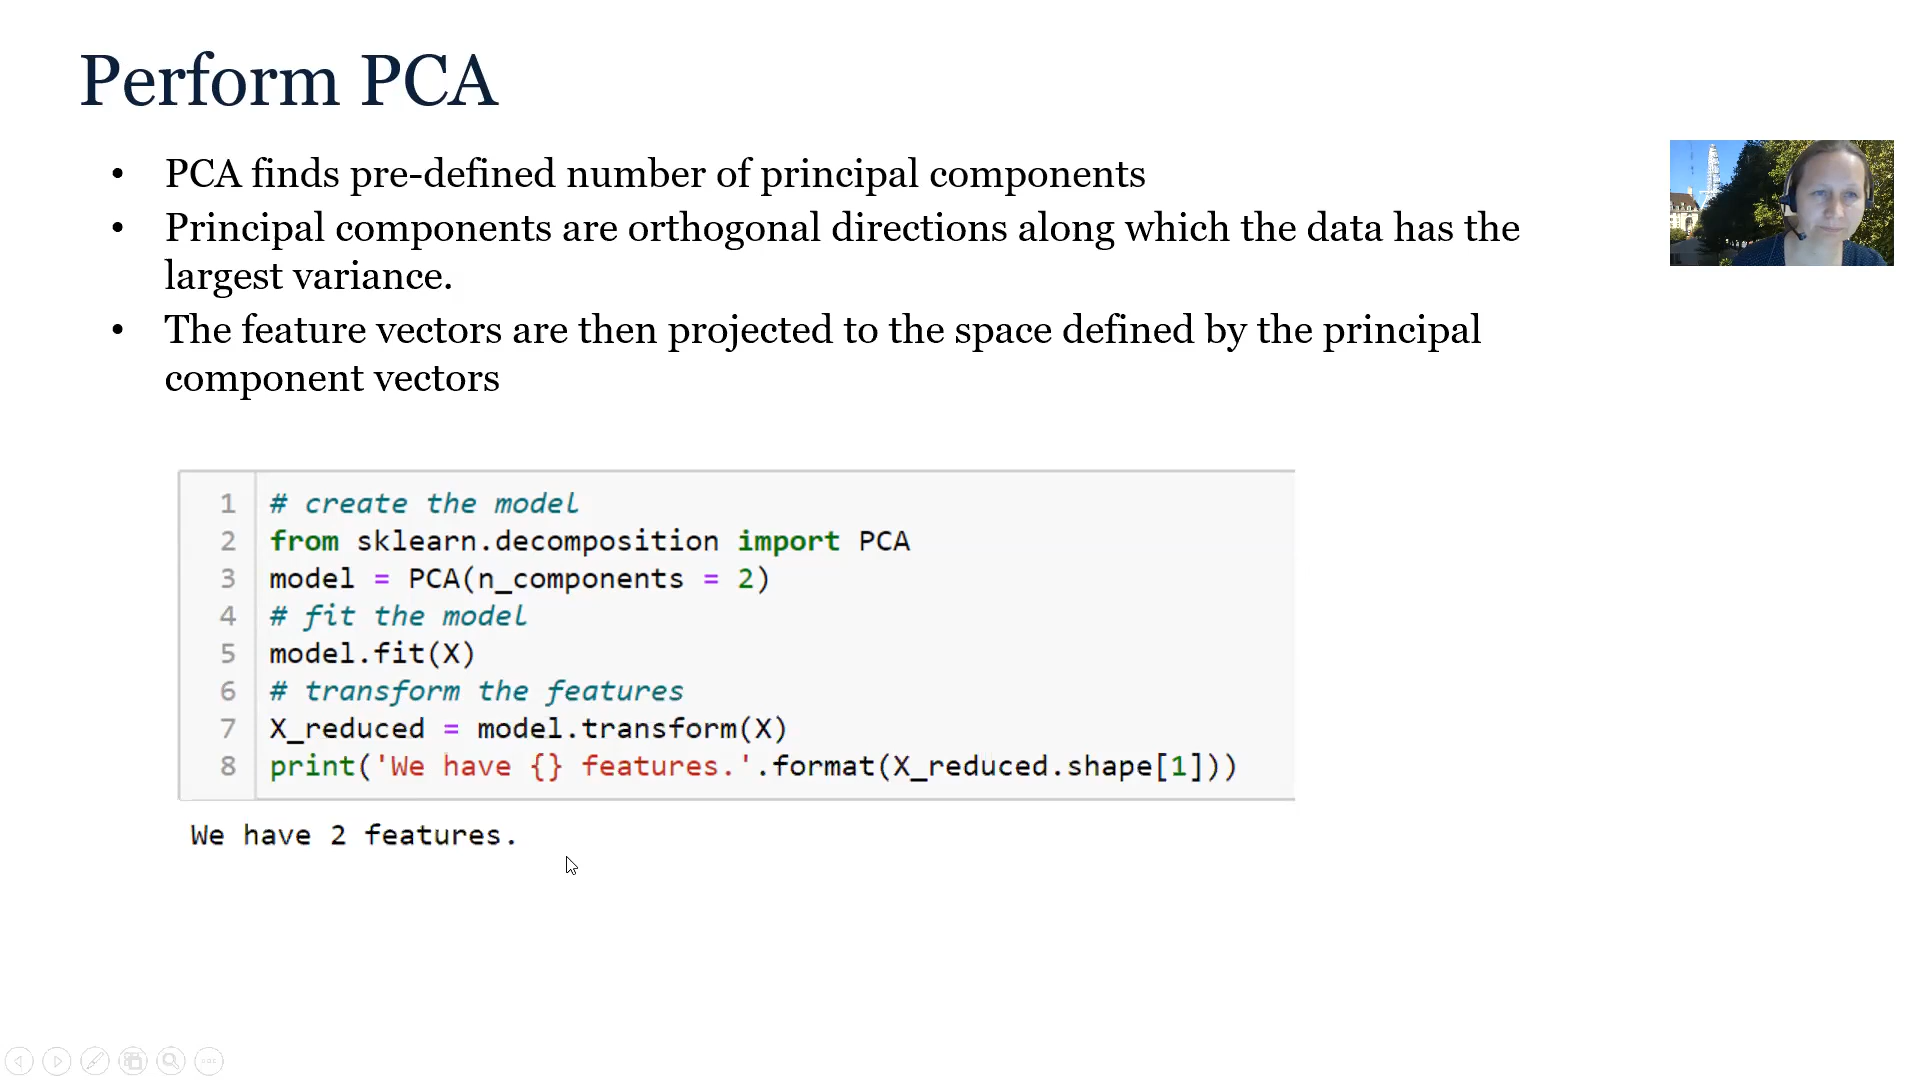 Perform PCA
• PCA finds pre-defined number of principal components
• Principal components are orthogonal directions along which the data has the
largest variance.
• The feature vectors are then projected to the space defined by the principal
component vectors
1 # create the model
2 from sklearn.decomposition import PCA
3 model = PCA(n_components = 2)
4 # fit the model
5 model.fit(X)
6 # transform the features
7 X_reduced = model.transform(X)
8 print('We have {} features.'.format(X_reduced.shape[1]))
We have 2 features.